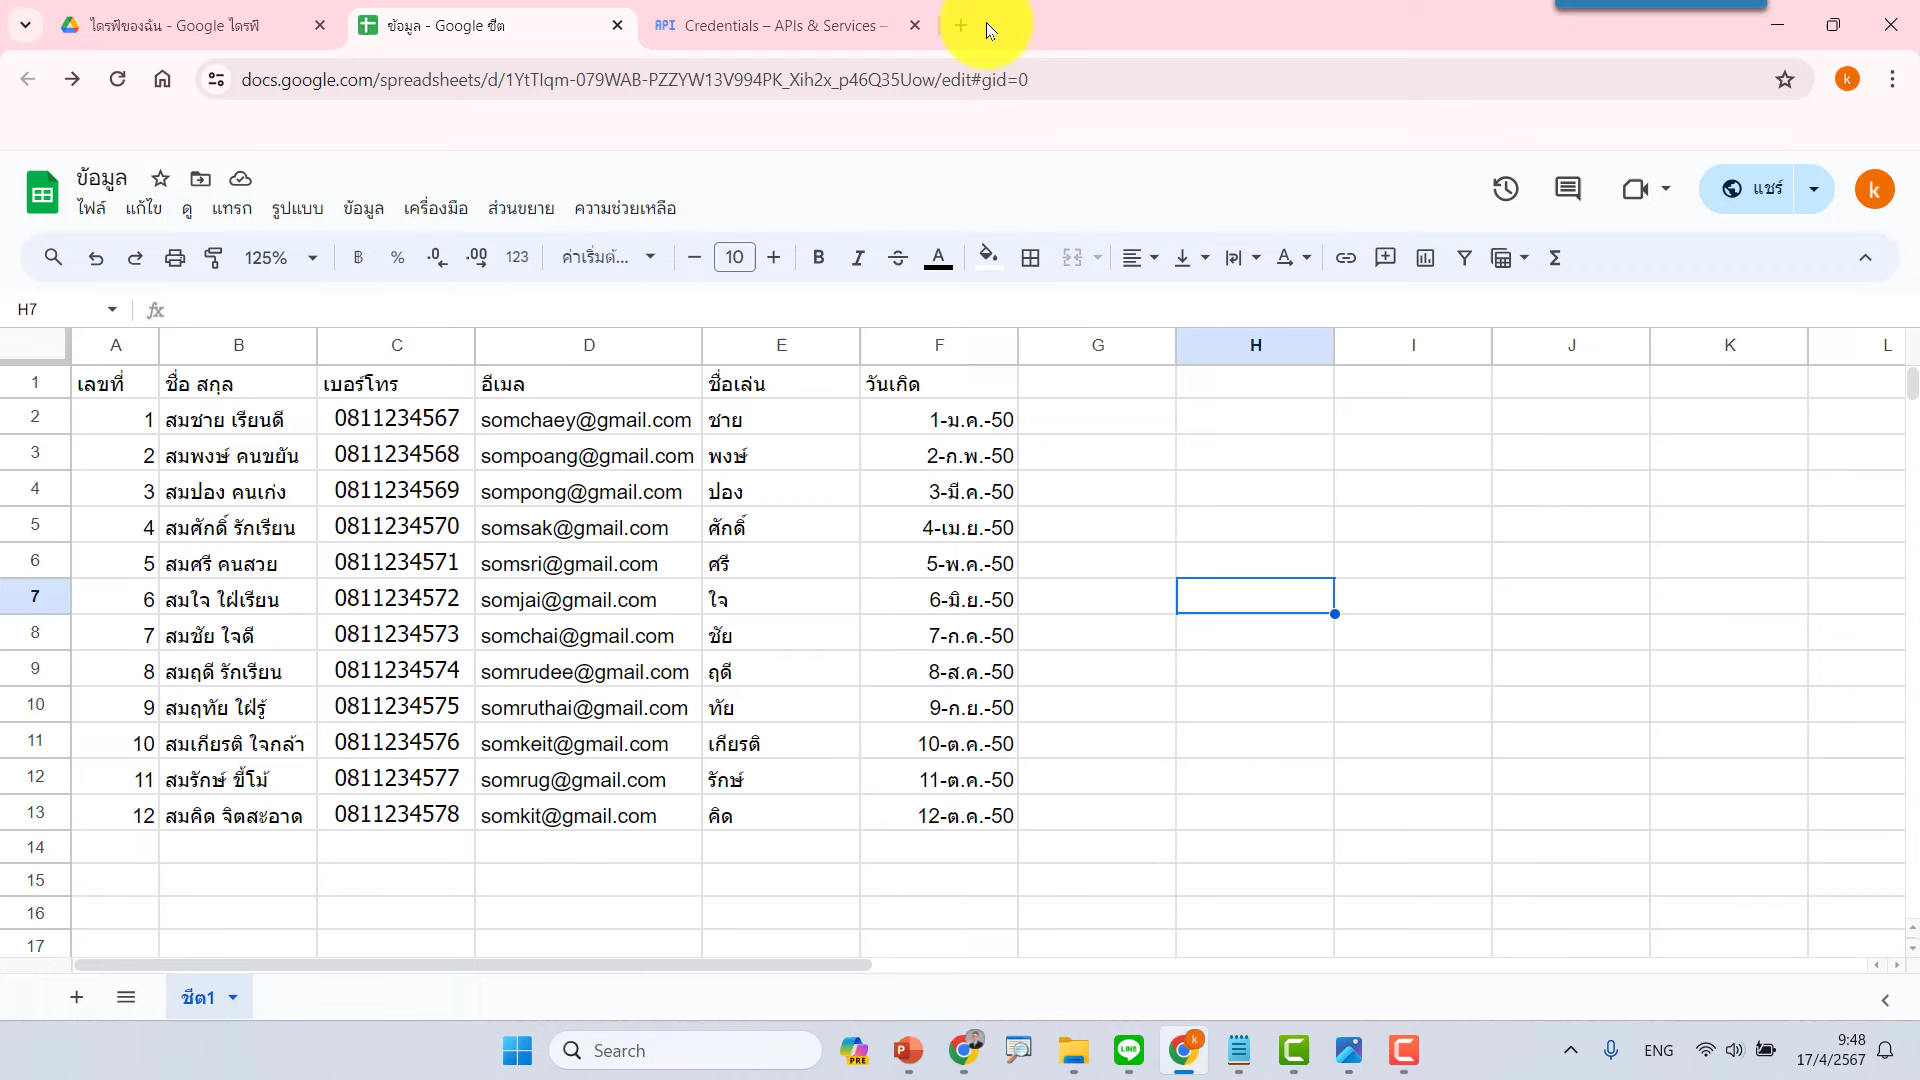 ไดรฟ์ของฉัน - Google ไดรฟ์
ข้อมูล - Google ชีต
API Credentials – APIs & Services –
docs.google.com/spreadsheets/d/1YtTIqm-079WAB-PZZYW13V994PK_Xih2x_p46Q35Uow/edit#gid=0
k
ข้อมูล
แชร์
k
ไฟล์ แก้ไข ดู แทรก รูปแบบ ข้อมูล เครื่องมือ ส่วนขยาย ความช่วยเหลือ
125% ฿ % .0 .00 123 ค่าเริ่มต้... 10 B I S A
H7 fx
A B C D E F G H I J K L
1 เลขที่ ชื่อ สกุล เบอร์โทร อีเมล ชื่อเล่น วันเกิด
2 1 สมชาย เรียนดี 0811234567 somchaey@gmail.com ชาย 1-ม.ค.-50
3 2 สมพงษ์ คนขยัน 0811234568 sompoang@gmail.com พงษ์ 2-ก.พ.-50
4 3 สมปอง คนเก่ง 0811234569 sompong@gmail.com ปอง 3-มี.ค.-50
5 4 สมศักดิ์ รักเรียน 0811234570 somsak@gmail.com ศักดิ์ 4-เม.ย.-50
6 5 สมศรี คนสวย 0811234571 somsri@gmail.com ศรี 5-พ.ค.-50
7 6 สมใจ ใฝ่เรียน 0811234572 somjai@gmail.com ใจ 6-มิ.ย.-50
8 7 สมชัย ใจดี 0811234573 somchai@gmail.com ชัย 7-ก.ค.-50
9 8 สมฤดี รักเรียน 0811234574 somrudee@gmail.com ฤดี 8-ส.ค.-50
10 9 สมฤทัย ใฝ่รู้ 0811234575 somruthai@gmail.com ทัย 9-ก.ย.-50
11 10 สมเกียรติ ใจกล้า 0811234576 somkeit@gmail.com เกียรติ 10-ต.ค.-50
12 11 สมรักษ์ ขี้โม้ 0811234577 somrug@gmail.com รักษ์ 11-ต.ค.-50
13 12 สมคิด จิตสะอาด 0811234578 somkit@gmail.com คิด 12-ต.ค.-50
14
15
16
17
ชีต1
Search
PRE
P
LINE
k
C
C
ENG
9:48
17/4/2567